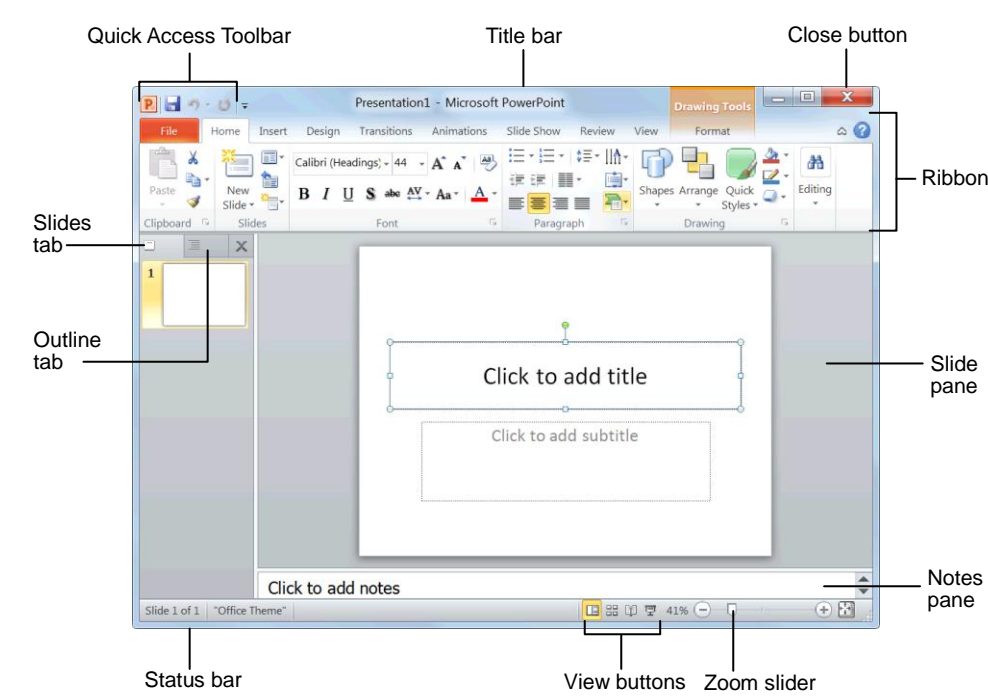 Quick Access Toolbar
Title bar
Close button
P
Presentation1 - Microsoft PowerPoint
Drawing Tools
File Home Insert Design Transitions Animations Slide Show Review View Format
Ribbon
Paste
New
Slide
Calibri (Headings) 44
A A
B I U S abc AV Aa A
Shapes Arrange Quick
Styles
Editing
Clipboard Slides Font Paragraph Drawing
Slides
tab
1
Outline
tab
Click to add title
Click to add subtitle
Slide
pane
Click to add notes
Notes
pane
Slide 1 of 1 "Office Theme" 41%
Status bar
View buttons
Zoom slider